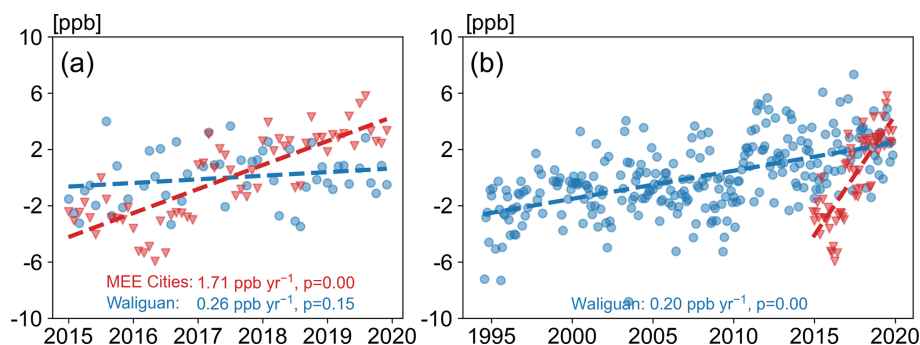 [ppb]
(a)
10
6
2
-2
-6
-10
MEE Cities: 1.71 ppb yr⁻¹, p=0.00
Waliguan: 0.26 ppb yr⁻¹, p=0.15
2015 2016 2017 2018 2019 2020
[ppb]
(b)
10
6
2
-2
-6
-10
Waliguan: 0.20 ppb yr⁻¹, p=0.00
1995 2000 2005 2010 2015 2020